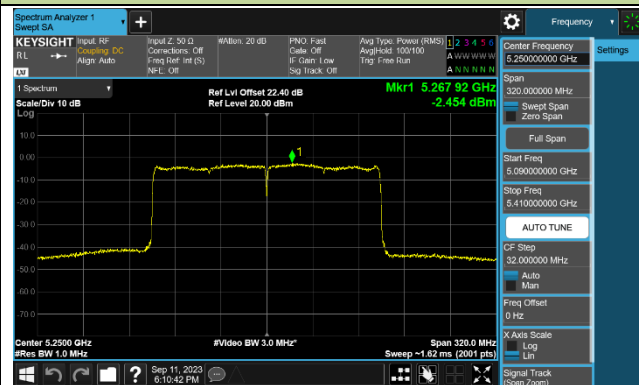 Spectrum Analyzer 1
Swept SA
+
Frequency
KEYSIGHT
RL
LXI
Input: RF
Coupling: DC
Align: Auto
Input Z: 50 Ω
Corrections: Off
Freq Ref: Int (S)
NFE: Off
#Atten: 20 dB
PNO: Fast
Gate: Off
IF Gain: Low
Sig Track: Off
Avg Type: Power (RMS)
Avg|Hold: 100/100
Trig: Free Run
1 2 3 4 5 6
A W W W W W
A N N N N N
1 Spectrum
Scale/Div 10 dB
Log
Ref Lvl Offset 22.40 dB
Ref Level 20.00 dBm
Mkr1 5.267 92 GHz
-2.454 dBm
1
10.0
0.00
-10.0
-20.0
-30.0
-40.0
-50.0
-60.0
-70.0
Center 5.2500 GHz
#Res BW 1.0 MHz
#Video BW 3.0 MHz*
Span 320.0 MHz
Sweep ~1.62 ms (2001 pts)
Sep 11, 2023
6:10:42 PM
Center Frequency
5.250000000 GHz
Span
320.000000 MHz
Swept Span
Zero Span
Full Span
Start Freq
5.090000000 GHz
Stop Freq
5.410000000 GHz
AUTO TUNE
CF Step
32.000000 MHz
Auto
Man
Freq Offset
0 Hz
X Axis Scale
Log
Lin
Signal Track
(Span Zoom)
Settings